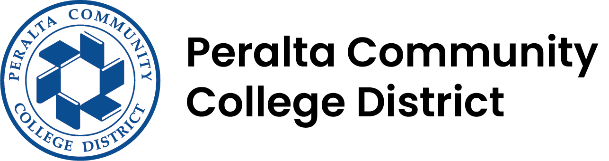 PERALTA COMMUNITY
COLLEGE DISTRICT
Peralta Community
College District